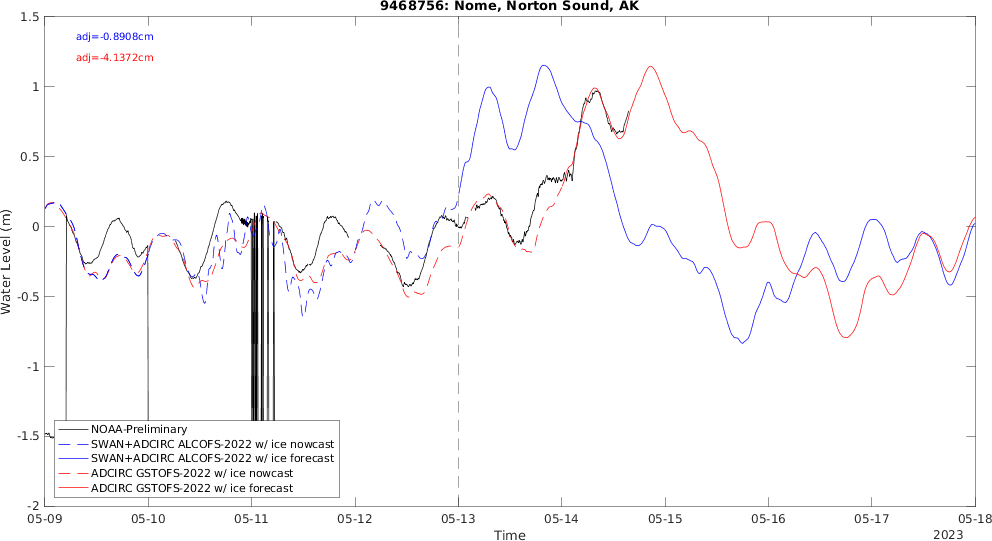 9468756: Nome, Norton Sound, AK
adj=-0.8908cm
adj=-4.1372cm
Water Level (m)
1.5
1
0.5
0
-0.5
-1
-1.5
-2
NOAA-Preliminary
SWAN+ADCIRC ALCOFS-2022 w/ ice nowcast
SWAN+ADCIRC ALCOFS-2022 w/ ice forecast
ADCIRC GSTOFS-2022 w/ ice nowcast
ADCIRC GSTOFS-2022 w/ ice forecast
05-09 05-10 05-11 05-12 05-13 05-14 05-15 05-16 05-17 05-18
Time
2023